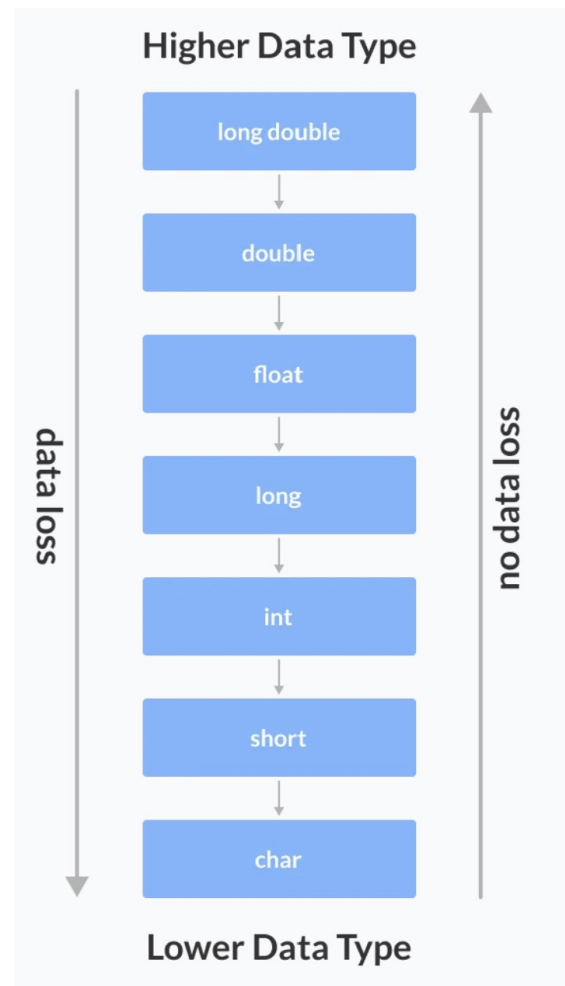 Higher Data Type
long double
double
float
long
data loss
no data loss
int
short
char
Lower Data Type